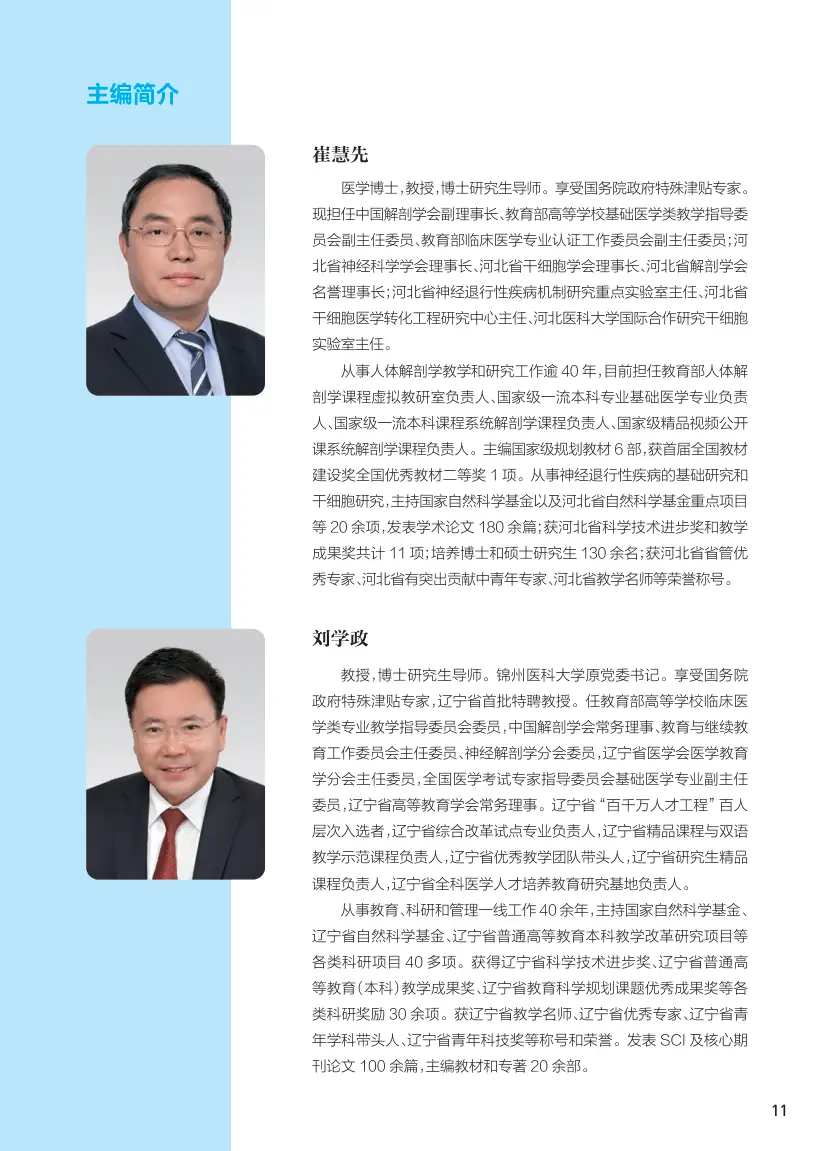 主编简介
崔慧先
医学博士,教授,博士研究生导师。享受国务院政府特殊津贴专家。
现担任中国解剖学会副理事长、教育部高等学校基础医学类教学指导委
员会副主任委员、教育部临床医学专业认证工作委员会副主任委员;河
北省神经科学学会理事长、河北省干细胞学会理事长、河北省解剖学会
名誉理事长;河北省神经退行性疾病机制研究重点实验室主任、河北省
干细胞医学转化工程研究中心主任、河北医科大学国际合作研究干细胞
实验室主任。
从事人体解剖学教学和研究工作逾 40 年,目前担任教育部人体解
剖学课程虚拟教研室负责人、国家级一流本科专业基础医学专业负责
人、国家级一流本科课程系统解剖学课程负责人、国家级精品视频公开
课系统解剖学课程负责人。主编国家级规划教材 6 部,获首届全国教材
建设奖全国优秀教材二等奖 1 项。从事神经退行性疾病的基础研究和
干细胞研究,主持国家自然科学基金以及河北省自然科学基金重点项目
等 20 余项,发表学术论文 180 余篇;获河北省科学技术进步奖和教学
成果奖共计 11 项;培养博士和硕士研究生 130 余名;获河北省省管优
秀专家、河北省有突出贡献中青年专家、河北省教学名师等荣誉称号。
刘学政
教授,博士研究生导师。锦州医科大学原党委书记。享受国务院
政府特殊津贴专家,辽宁省首批特聘教授。任教育部高等学校临床医
学类专业教学指导委员会委员,中国解剖学会常务理事、教育与继续教
育工作委员会主任委员、神经解剖学分会委员,辽宁省医学会医学教育
学分会主任委员,全国医学考试专家指导委员会基础医学专业副主任
委员,辽宁省高等教育学会常务理事。辽宁省“百千万人才工程”百人
层次入选者,辽宁省综合改革试点专业负责人,辽宁省精品课程与双语
教学示范课程负责人,辽宁省优秀教学团队带头人,辽宁省研究生精品
课程负责人,辽宁省全科医学人才培养教育研究基地负责人。
从事教育、科研和管理一线工作 40 余年,主持国家自然科学基金、
辽宁省自然科学基金、辽宁省普通高等教育本科教学改革研究项目等
各类科研项目 40 多项。获得辽宁省科学技术进步奖、辽宁省普通高
等教育(本科)教学成果奖、辽宁省教育科学规划课题优秀成果奖等各
类科研奖励 30 余项。获辽宁省教学名师、辽宁省优秀专家、辽宁省青
年学科带头人、辽宁省青年科技奖等称号和荣誉。发表 SCI 及核心期
刊论文 100 余篇,主编教材和专著 20 余部。
11